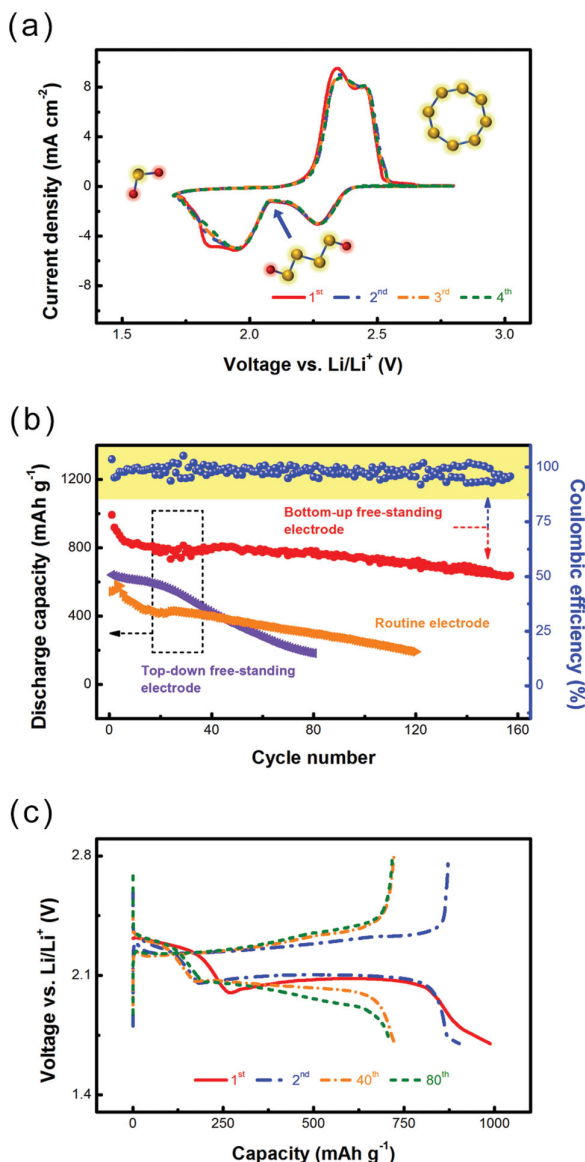 (a)
Current density (mA cm⁻²)
8
4
0
-4
-8
1ˢᵗ 2ⁿᵈ 3ʳᵈ 4ᵗʰ
1.5 2.0 2.5 3.0
Voltage vs. Li/Li⁺ (V)
(b)
Discharge capacity (mAh g⁻¹)
1200
800
400
0
100
75
50
25
0
Coulombic efficiency (%)
Bottom-up free-standing
electrode
Routine electrode
Top-down free-standing
electrode
0 40 80 120 160
Cycle number
(c)
Voltage vs. Li/Li⁺ (V)
2.8
2.1
1.4
1ˢᵗ 2ⁿᵈ 40ᵗʰ 80ᵗʰ
0 250 500 750 1000
Capacity (mAh g⁻¹)